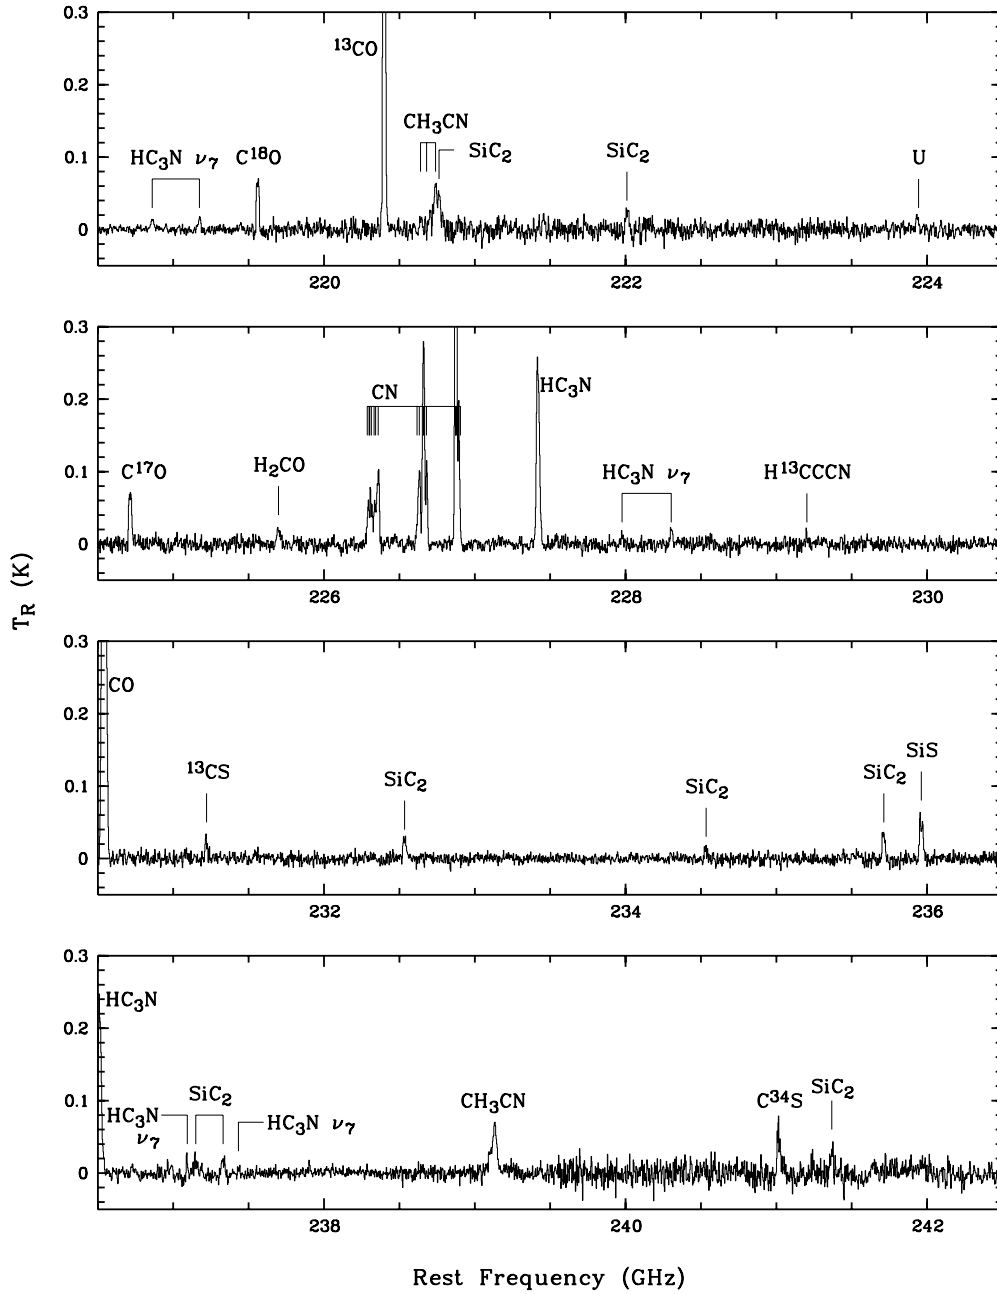 0.3
¹³CO
0.2
CH₃CN
0.1
HC₃N ν₇
C¹⁸O
SiC₂
SiC₂
U
0
220
222
224
0.3
CN
HC₃N
0.2
C¹⁷O
H₂CO
HC₃N ν₇
H¹³CCCN
0.1
0
226
228
230
T_R (K)
0.3
CO
0.2
¹³CS
SiC₂
SiC₂
SiC₂
SiS
0.1
0
232
234
236
0.3
HC₃N
0.2
HC₃N
ν₇
SiC₂
HC₃N ν₇
CH₃CN
C³⁴S
SiC₂
0.1
0
238
240
242
Rest Frequency (GHz)